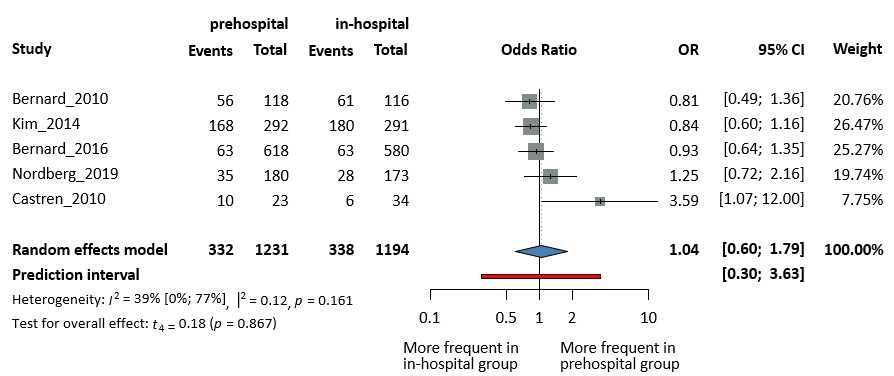 prehospital in-hospital
Study Events Total Events Total Odds Ratio OR 95% CI Weight
Bernard_2010 56 118 61 116 0.81 [0.49; 1.36] 20.76%
Kim_2014 168 292 180 291 0.84 [0.60; 1.16] 26.47%
Bernard_2016 63 618 63 580 0.93 [0.64; 1.35] 25.27%
Nordberg_2019 35 180 28 173 1.25 [0.72; 2.16] 19.74%
Castren_2010 10 23 6 34 3.59 [1.07; 12.00] 7.75%
Random effects model 332 1231 338 1194 1.04 [0.60; 1.79] 100.00%
Prediction interval [0.30; 3.63]
Heterogeneity: I² = 39% [0%; 77%], |² = 0.12, p = 0.161
Test for overall effect: t₄ = 0.18 (p = 0.867)
0.1 0.5 1 2 10
More frequent in More frequent in
in-hospital group prehospital group